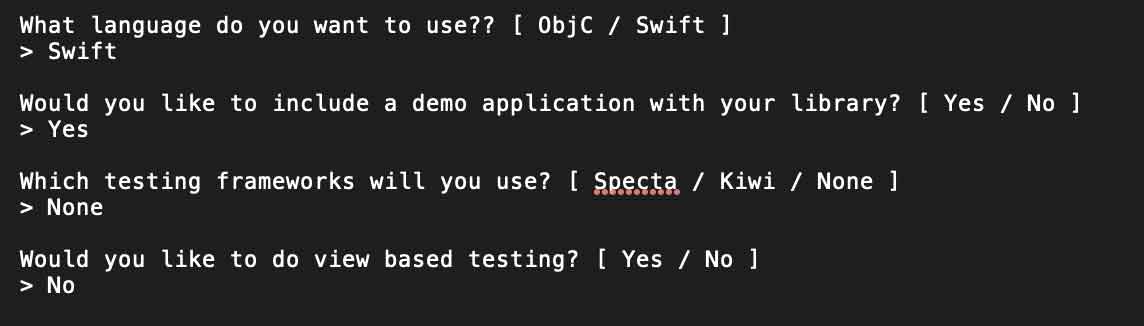 What language do you want to use?? [ ObjC / Swift ]
> Swift
Would you like to include a demo application with your library? [ Yes / No ]
> Yes
Which testing frameworks will you use? [ Specta / Kiwi / None ]
> None
Would you like to do view based testing? [ Yes / No ]
> No